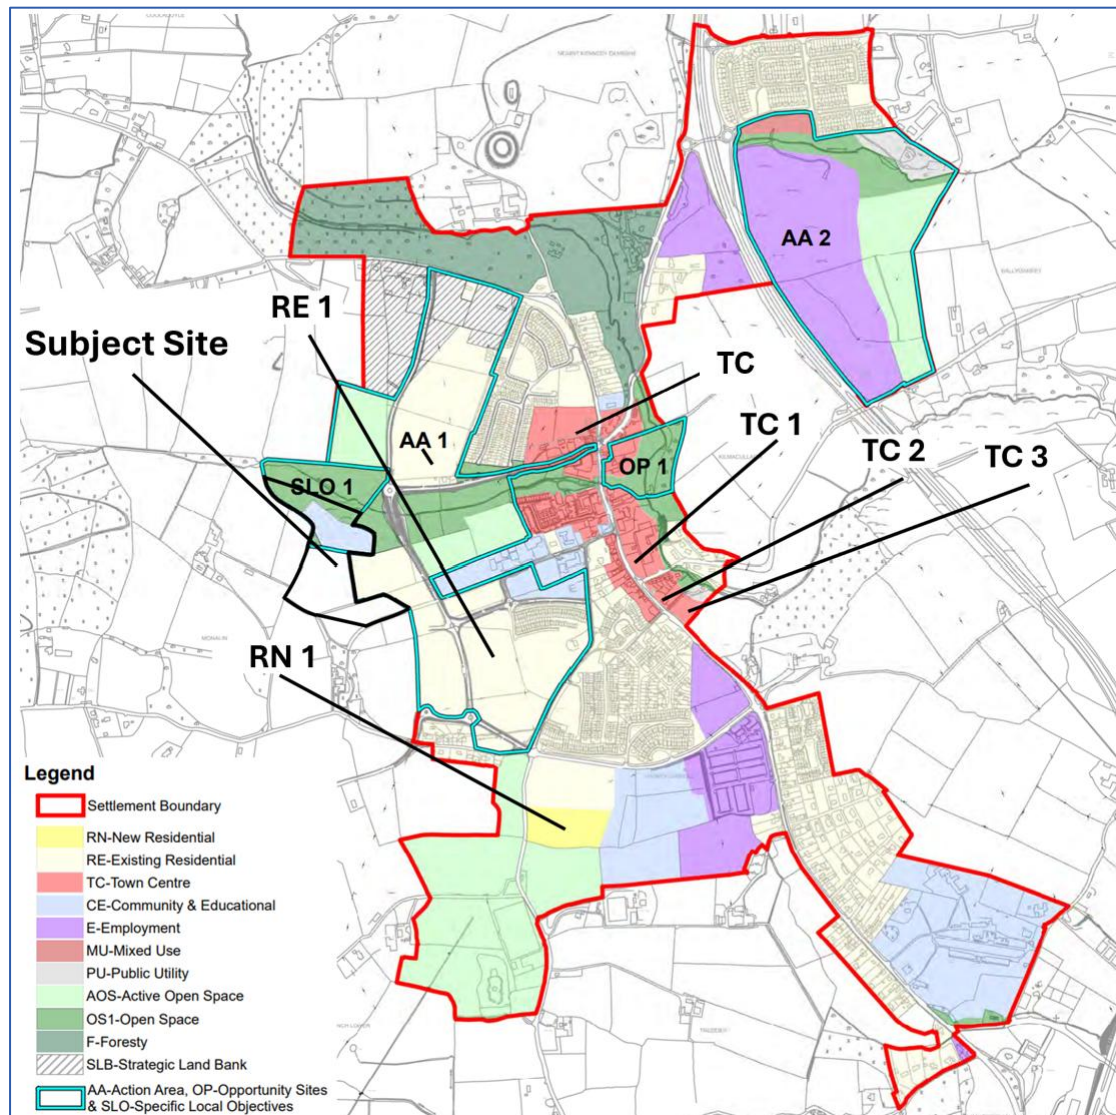 AA 2
RE 1
Subject Site
TC
TC 1
AA 1
TC 2
OP 1
TC 3
SLO 1
RN 1
MONALIN
Legend
Settlement Boundary
RN-New Residential
RE-Existing Residential
TC-Town Centre
CE-Community & Educational
E-Employment
MU-Mixed Use
PU-Public Utility
AOS-Active Open Space
OS1-Open Space
F-Foresty
SLB-Strategic Land Bank
AA-Action Area, OP-Opportunity Sites
& SLO-Specific Local Objectives